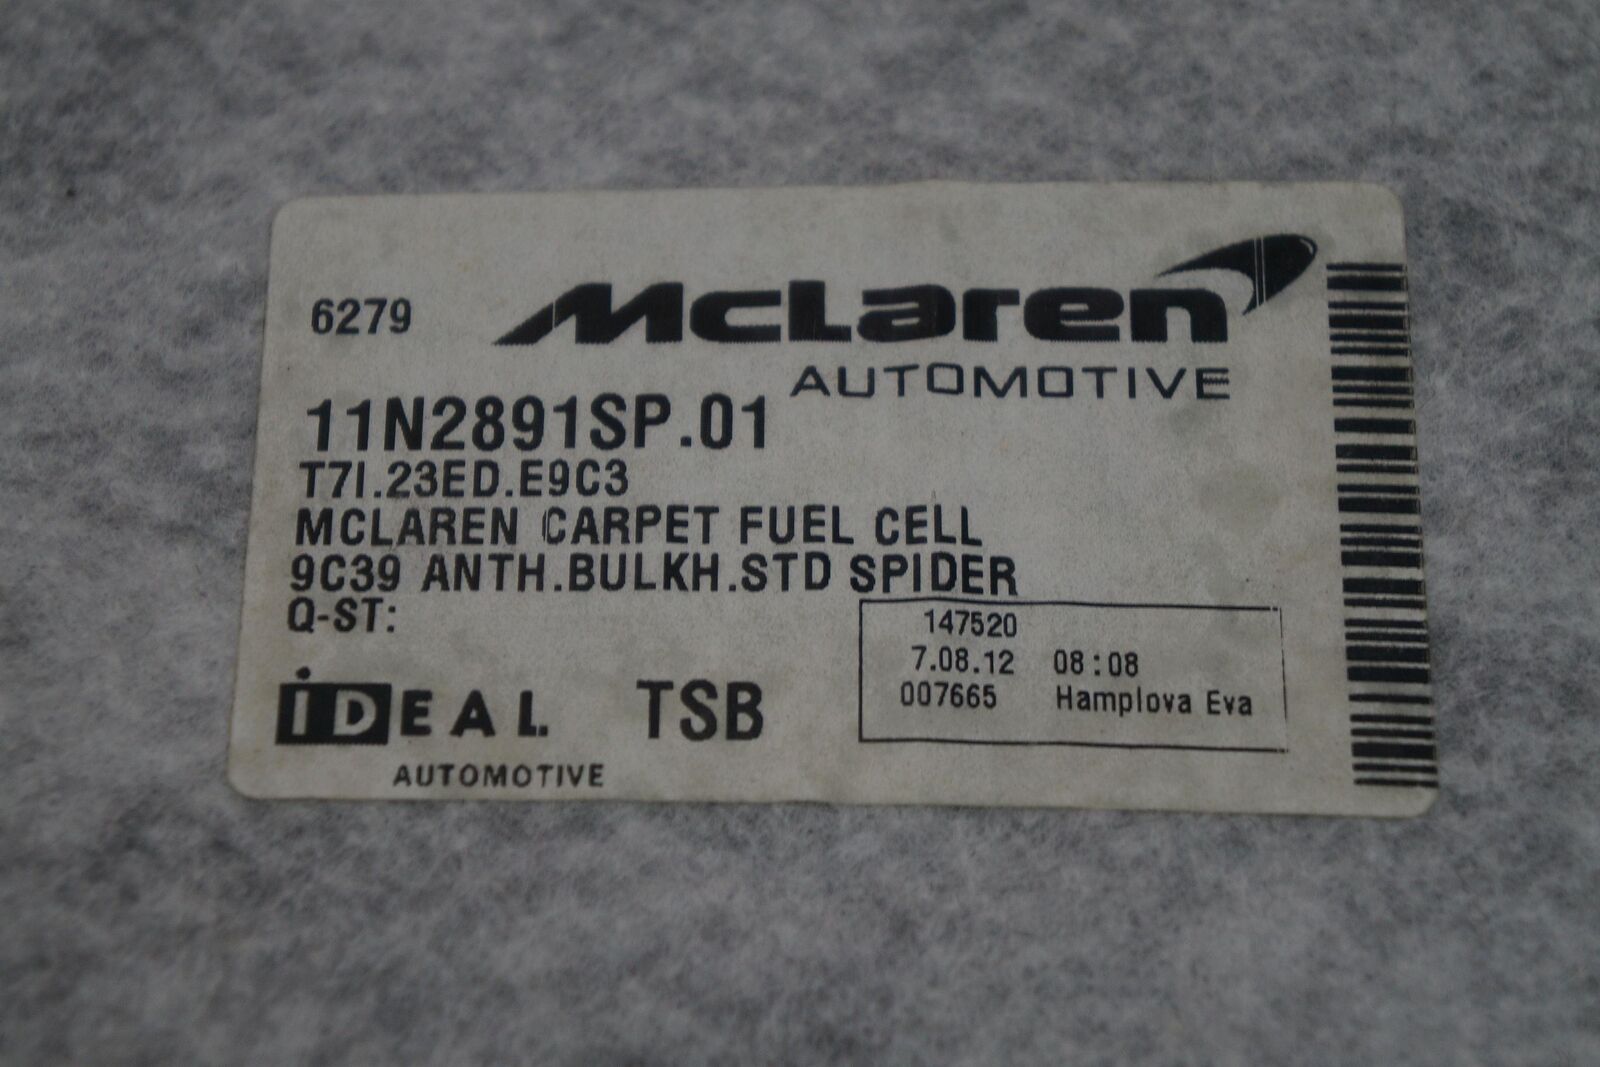 6279
McLaren
AUTOMOTIVE
11N2891SP.01
T7I.23ED.E9C3
MCLAREN CARPET FUEL CELL
9C39 ANTH.BULKH.STD SPIDER
Q-ST:
147520
7.08.12 08:08
007665 Hamplova Eva
iDEAL TSB
AUTOMOTIVE